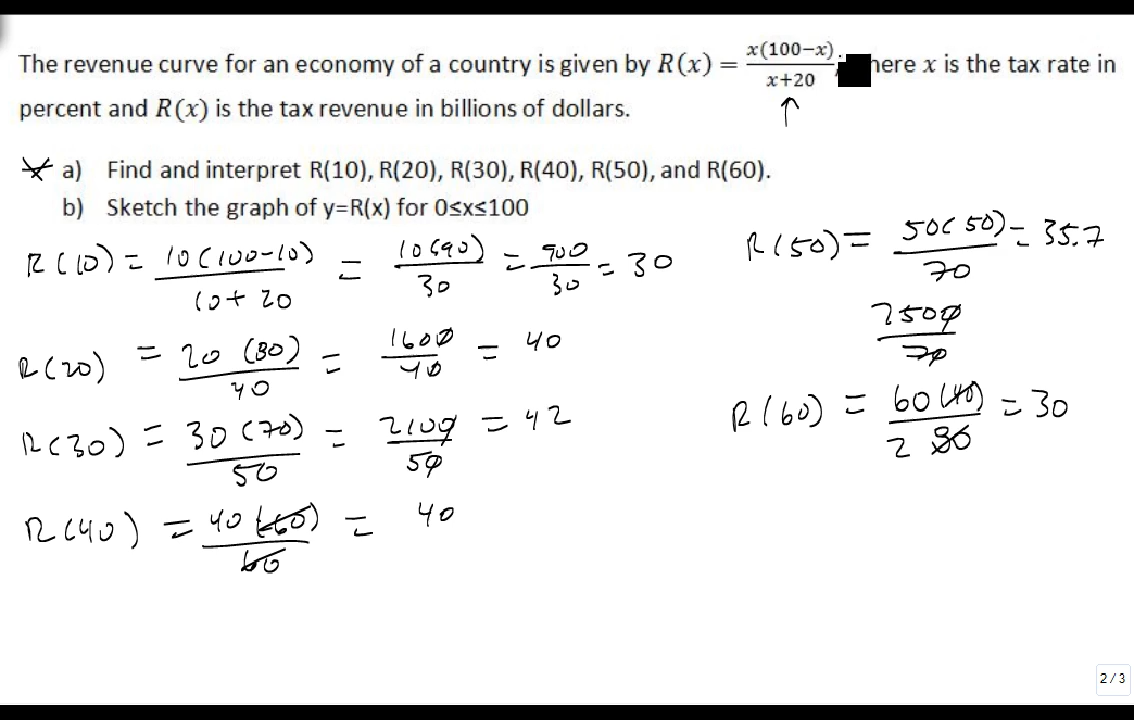 The revenue curve for an economy of a country is given by R(x) = x(100−x)/x+20, here x is the tax rate in
percent and R(x) is the tax revenue in billions of dollars.
a) Find and interpret R(10), R(20), R(30), R(40), R(50), and R(60).
b) Sketch the graph of y=R(x) for 0≤x≤100
R(10) = 10(100-10)/10+20 = 10(90)/30 = 900/30 = 30
R(20) = 20(80)/40 = 1600/40 = 40
R(30) = 30(70)/50 = 2100/50 = 42
R(40) = 40(60)/60 = 40
R(50) = 50(50)/70 = 35.7
2500/70
R(60) = 60(40)/2 80 = 30
2/3